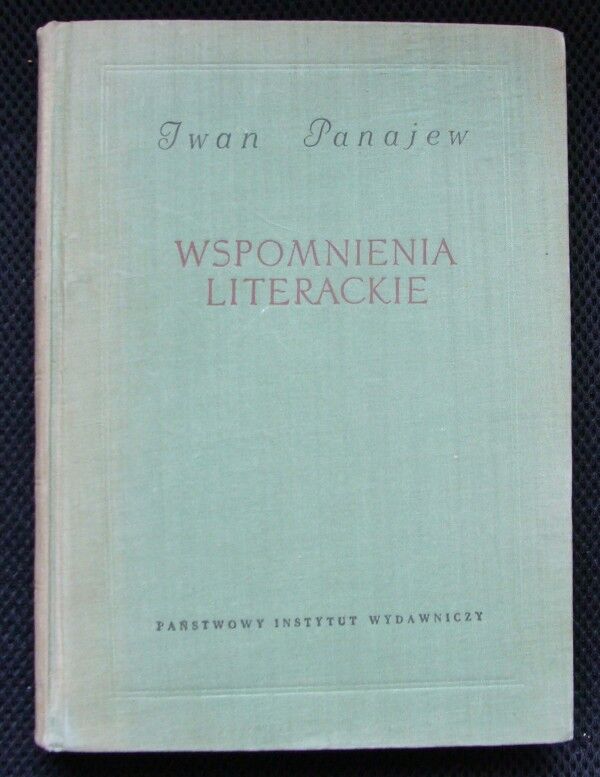 Iwan Panajew
WSPOMNIENIA
LITERACKIE
PAŃSTWOWY INSTYTUT WYDAWNICZY